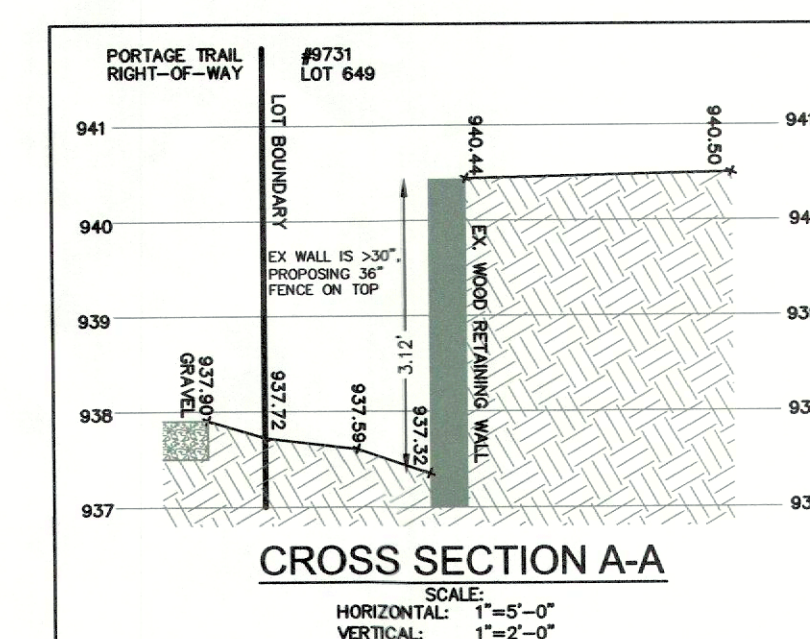 PORTAGE TRAIL
RIGHT-OF-WAY
#9731
LOT 649
941
940
939
938
937
LOT BOUNDARY
EX WALL IS >30",
PROPOSING 36"
FENCE ON TOP
GRAVEL
937.90
937.72
937.59
937.32
3.12'
940.44
EX. WOOD RETAINING WALL
940.50
CROSS SECTION A-A
SCALE:
HORIZONTAL: 1"=5'-0"
VERTICAL: 1"=2'-0"